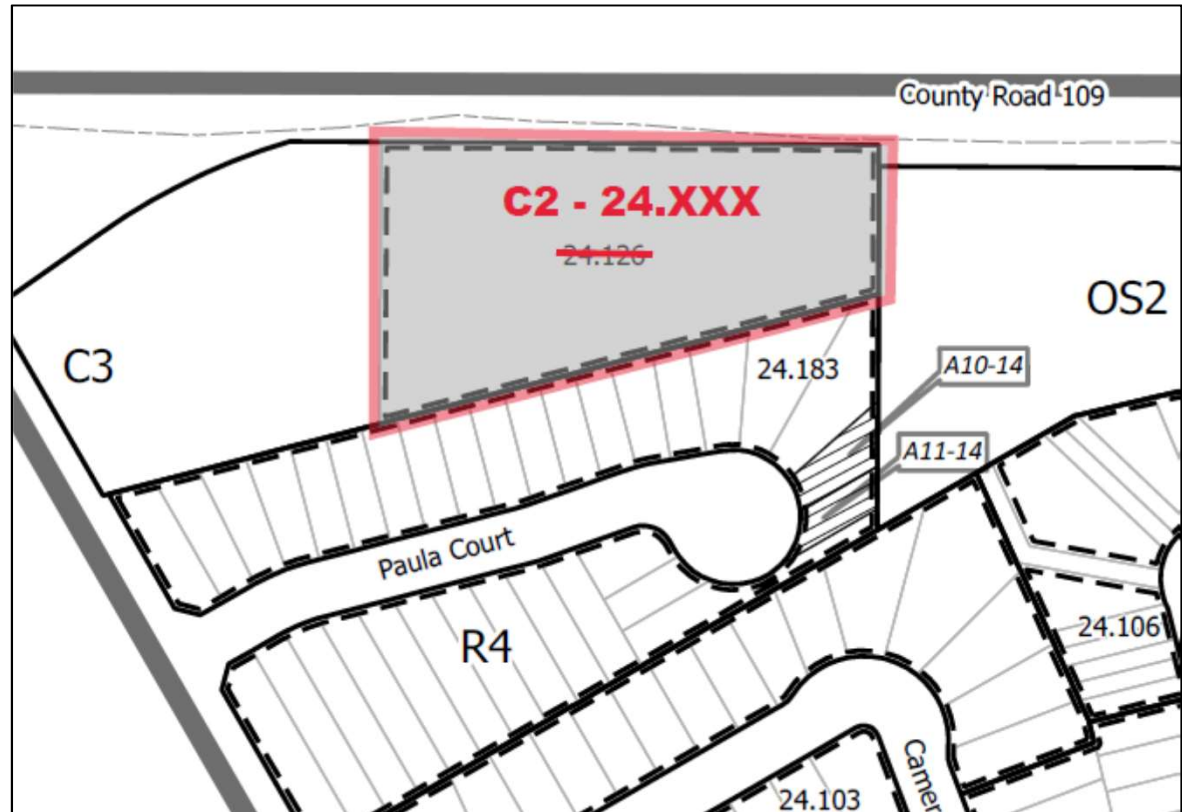 County Road 109
C2 - 24.XXX
24.126
OS2
C3
24.183
A10-14
A11-14
Paula Court
R4
24.106
Camer
24.103